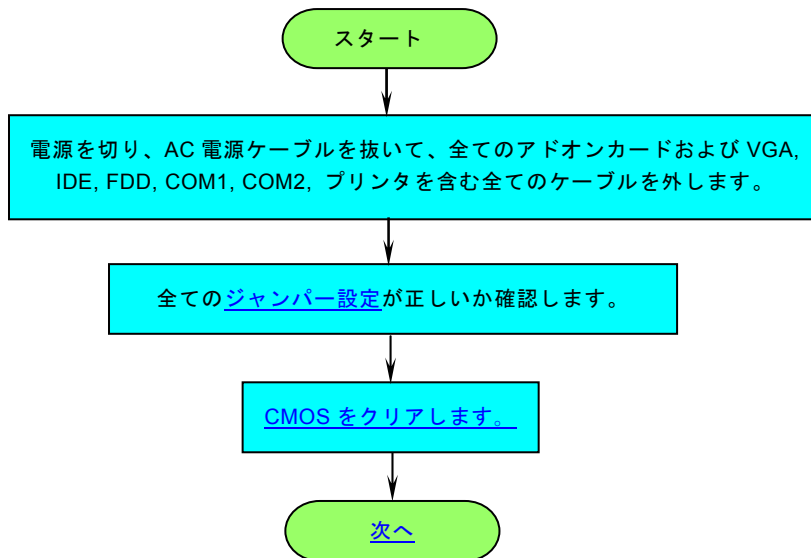 スタート
電源を切り、AC 電源ケーブルを抜いて、全てのアドオンカードおよび VGA,
IDE, FDD, COM1, COM2, プリンタを含む全てのケーブルを外します。
全てのジャンパー設定が正しいか確認します。
CMOS をクリアします。
次へ